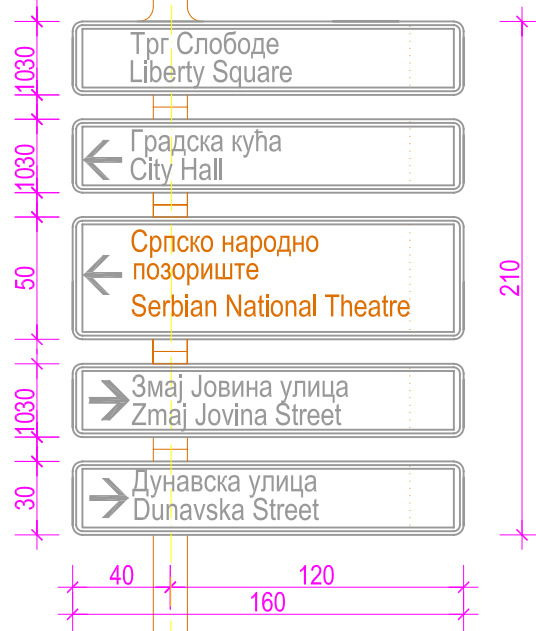 Трг Слободе
Liberty Square
1030
Градска кућа
City Hall
1030
Српско народно
позориште
Serbian National Theatre
50
210
Змај Јовина улица
Zmaj Jovina Street
1030
Дунавска улица
Dunavska Street
30
40
120
160